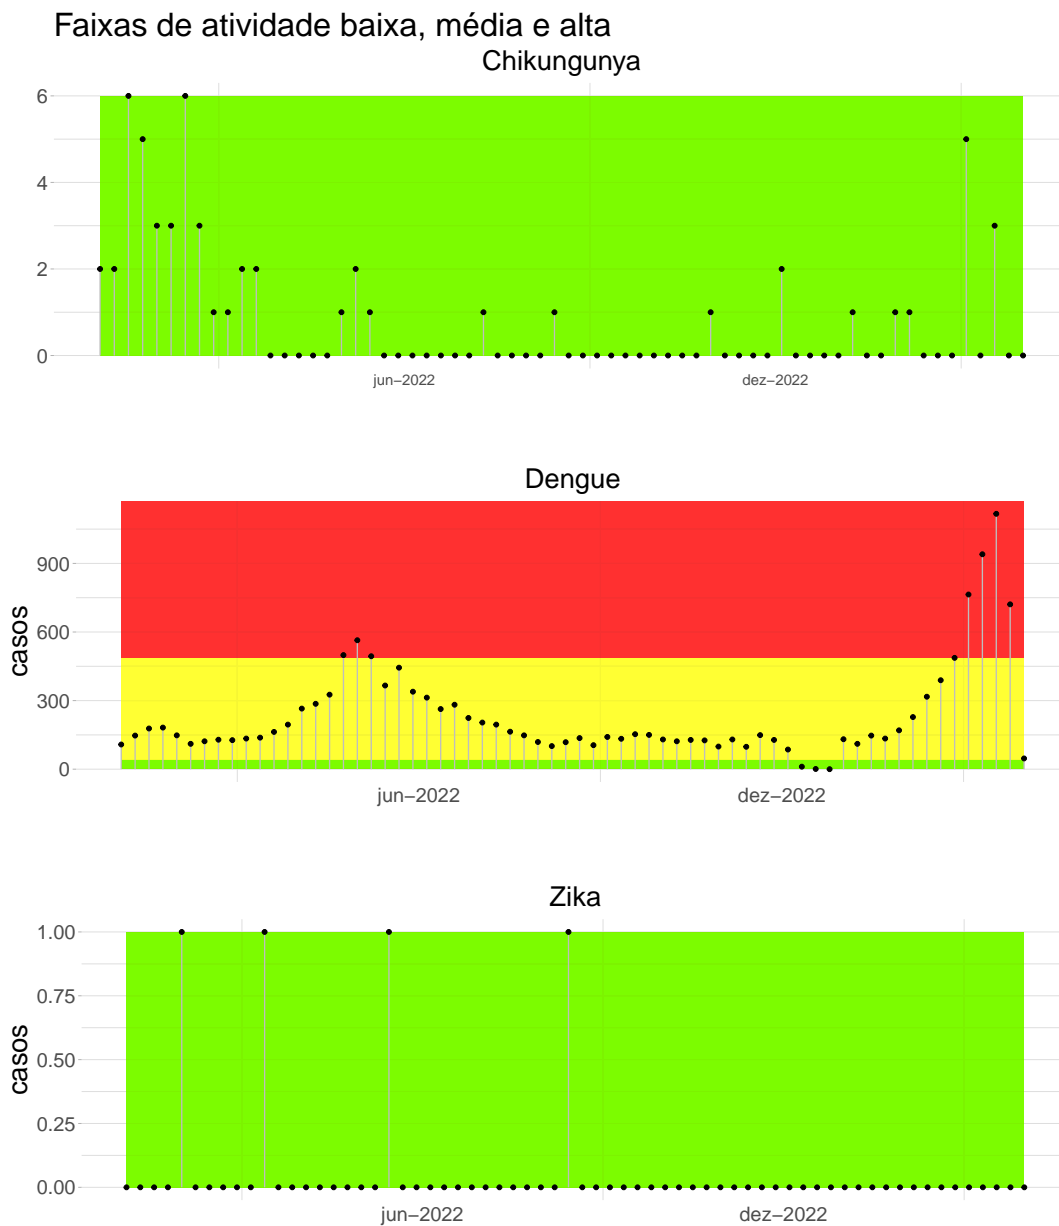 Faixas de atividade baixa, média e alta
Chikungunya
6
4
2
0
jun−2022 dez−2022
Dengue
900
600
300
0
casos
jun−2022 dez−2022
Zika
1.00
0.75
0.50
0.25
0.00
casos
jun−2022 dez−2022